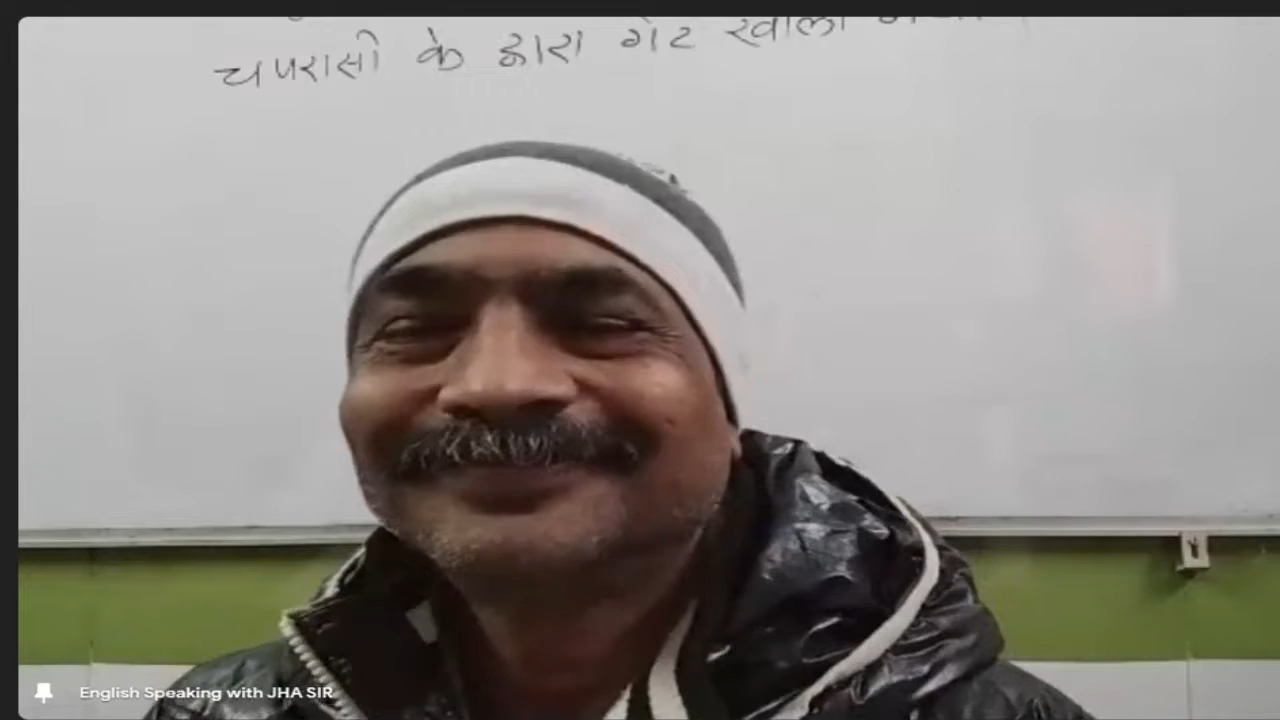 चपरासी के द्वारा गेट खोला
English Speaking with JHA SIR